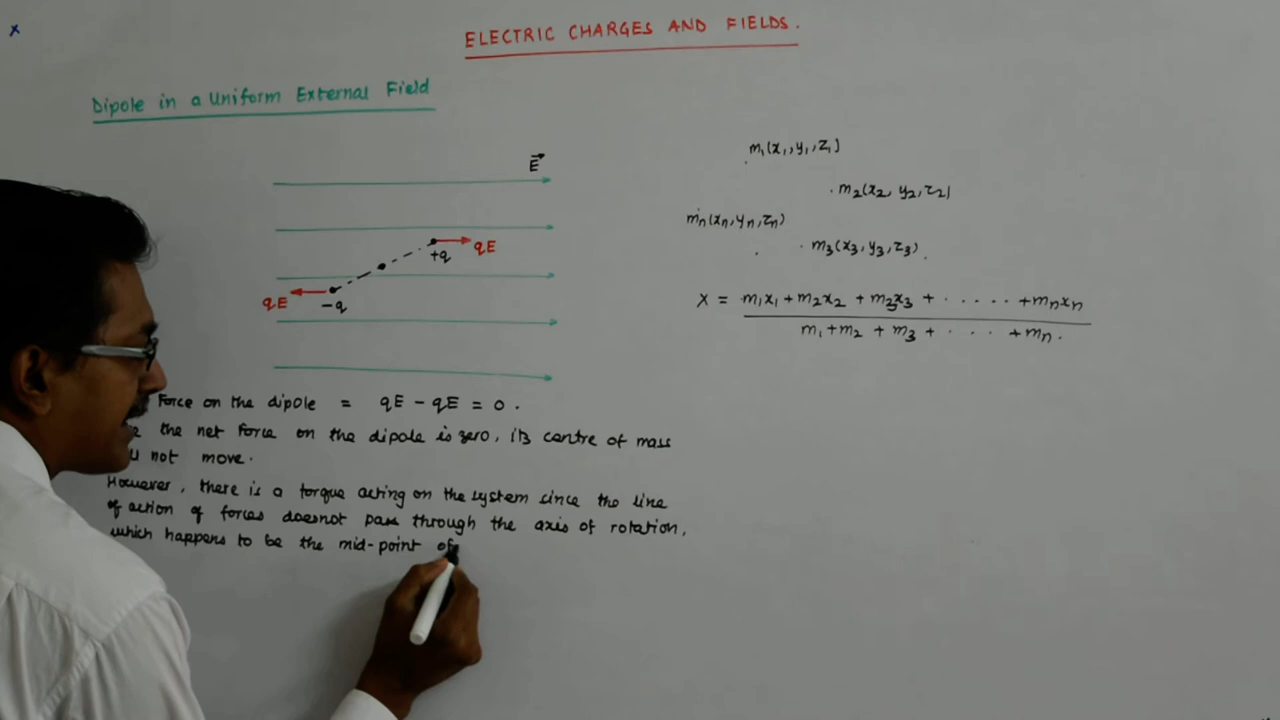 x
ELECTRIC CHARGES AND FIELDS.
Dipole in a Uniform External Field
E
qE
+q
qE
-q
m₁(x₁,y₁,z₁)
m₂(x₂,y₂,z₂)
mₙ(xₙ,yₙ,zₙ)
m₃(x₃,y₃,z₃)
X = m₁x₁+m₂x₂ + m₃x₃ + . . . . . +mₙxₙ
m₁+m₂ + m₃ + . . . . +mₙ.
Force on the dipole = qE - qE = 0.
the net force on the dipole is zero, its centre of mass
not move.
However, there is a torque acting on the system since the line
of action of forces doesnot pass through the axis of rotation,
which happens to be the mid-point of